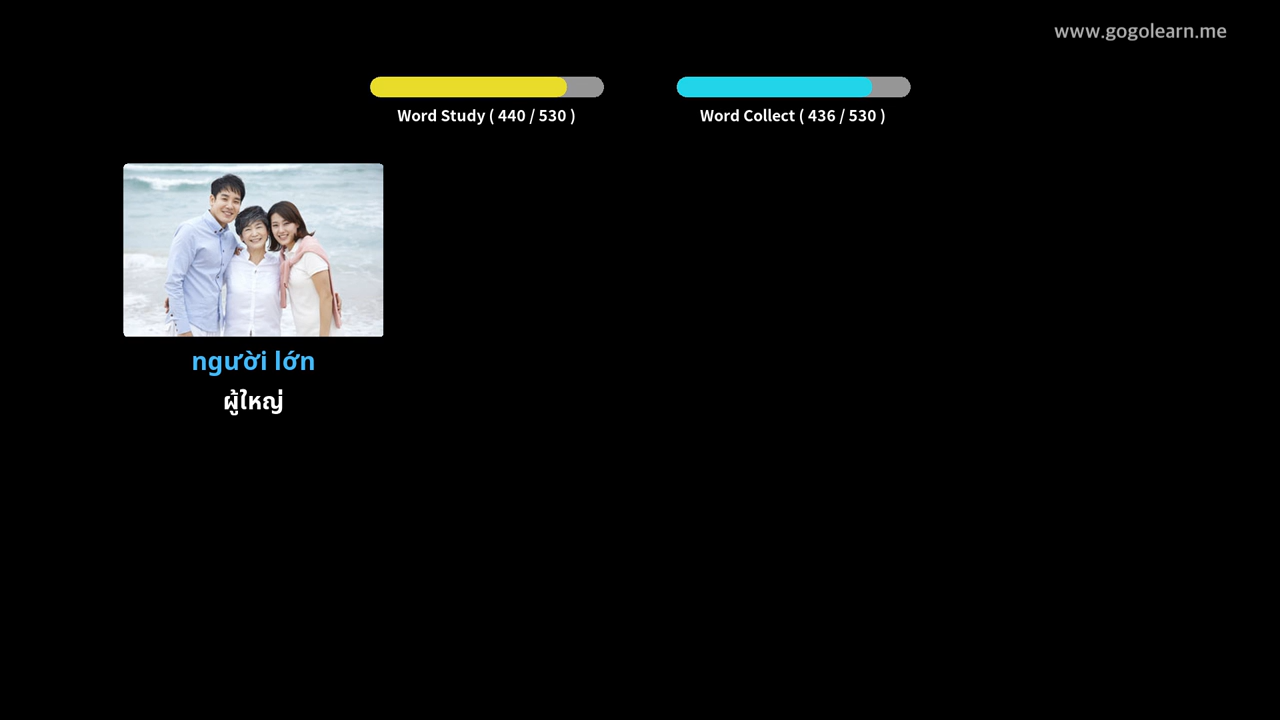 www.gogolearn.me
Word Study ( 440 / 530 )
Word Collect ( 436 / 530 )
người lớn
ผู้ใหญ่